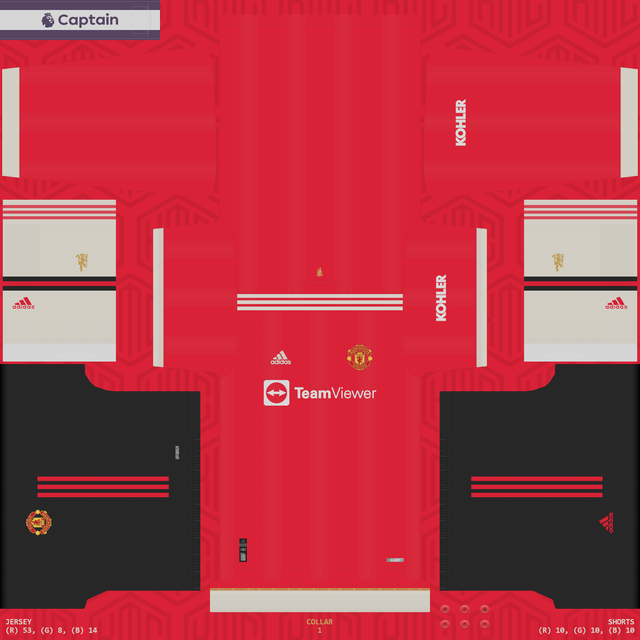 Captain
KOHLER
KOHLER
adidas
adidas
adidas
TeamViewer
adidas
JERSEY
(R) 53, (G) 8, (B) 14
COLLAR
1
SHORTS
(R) 10, (G) 10, (B) 10